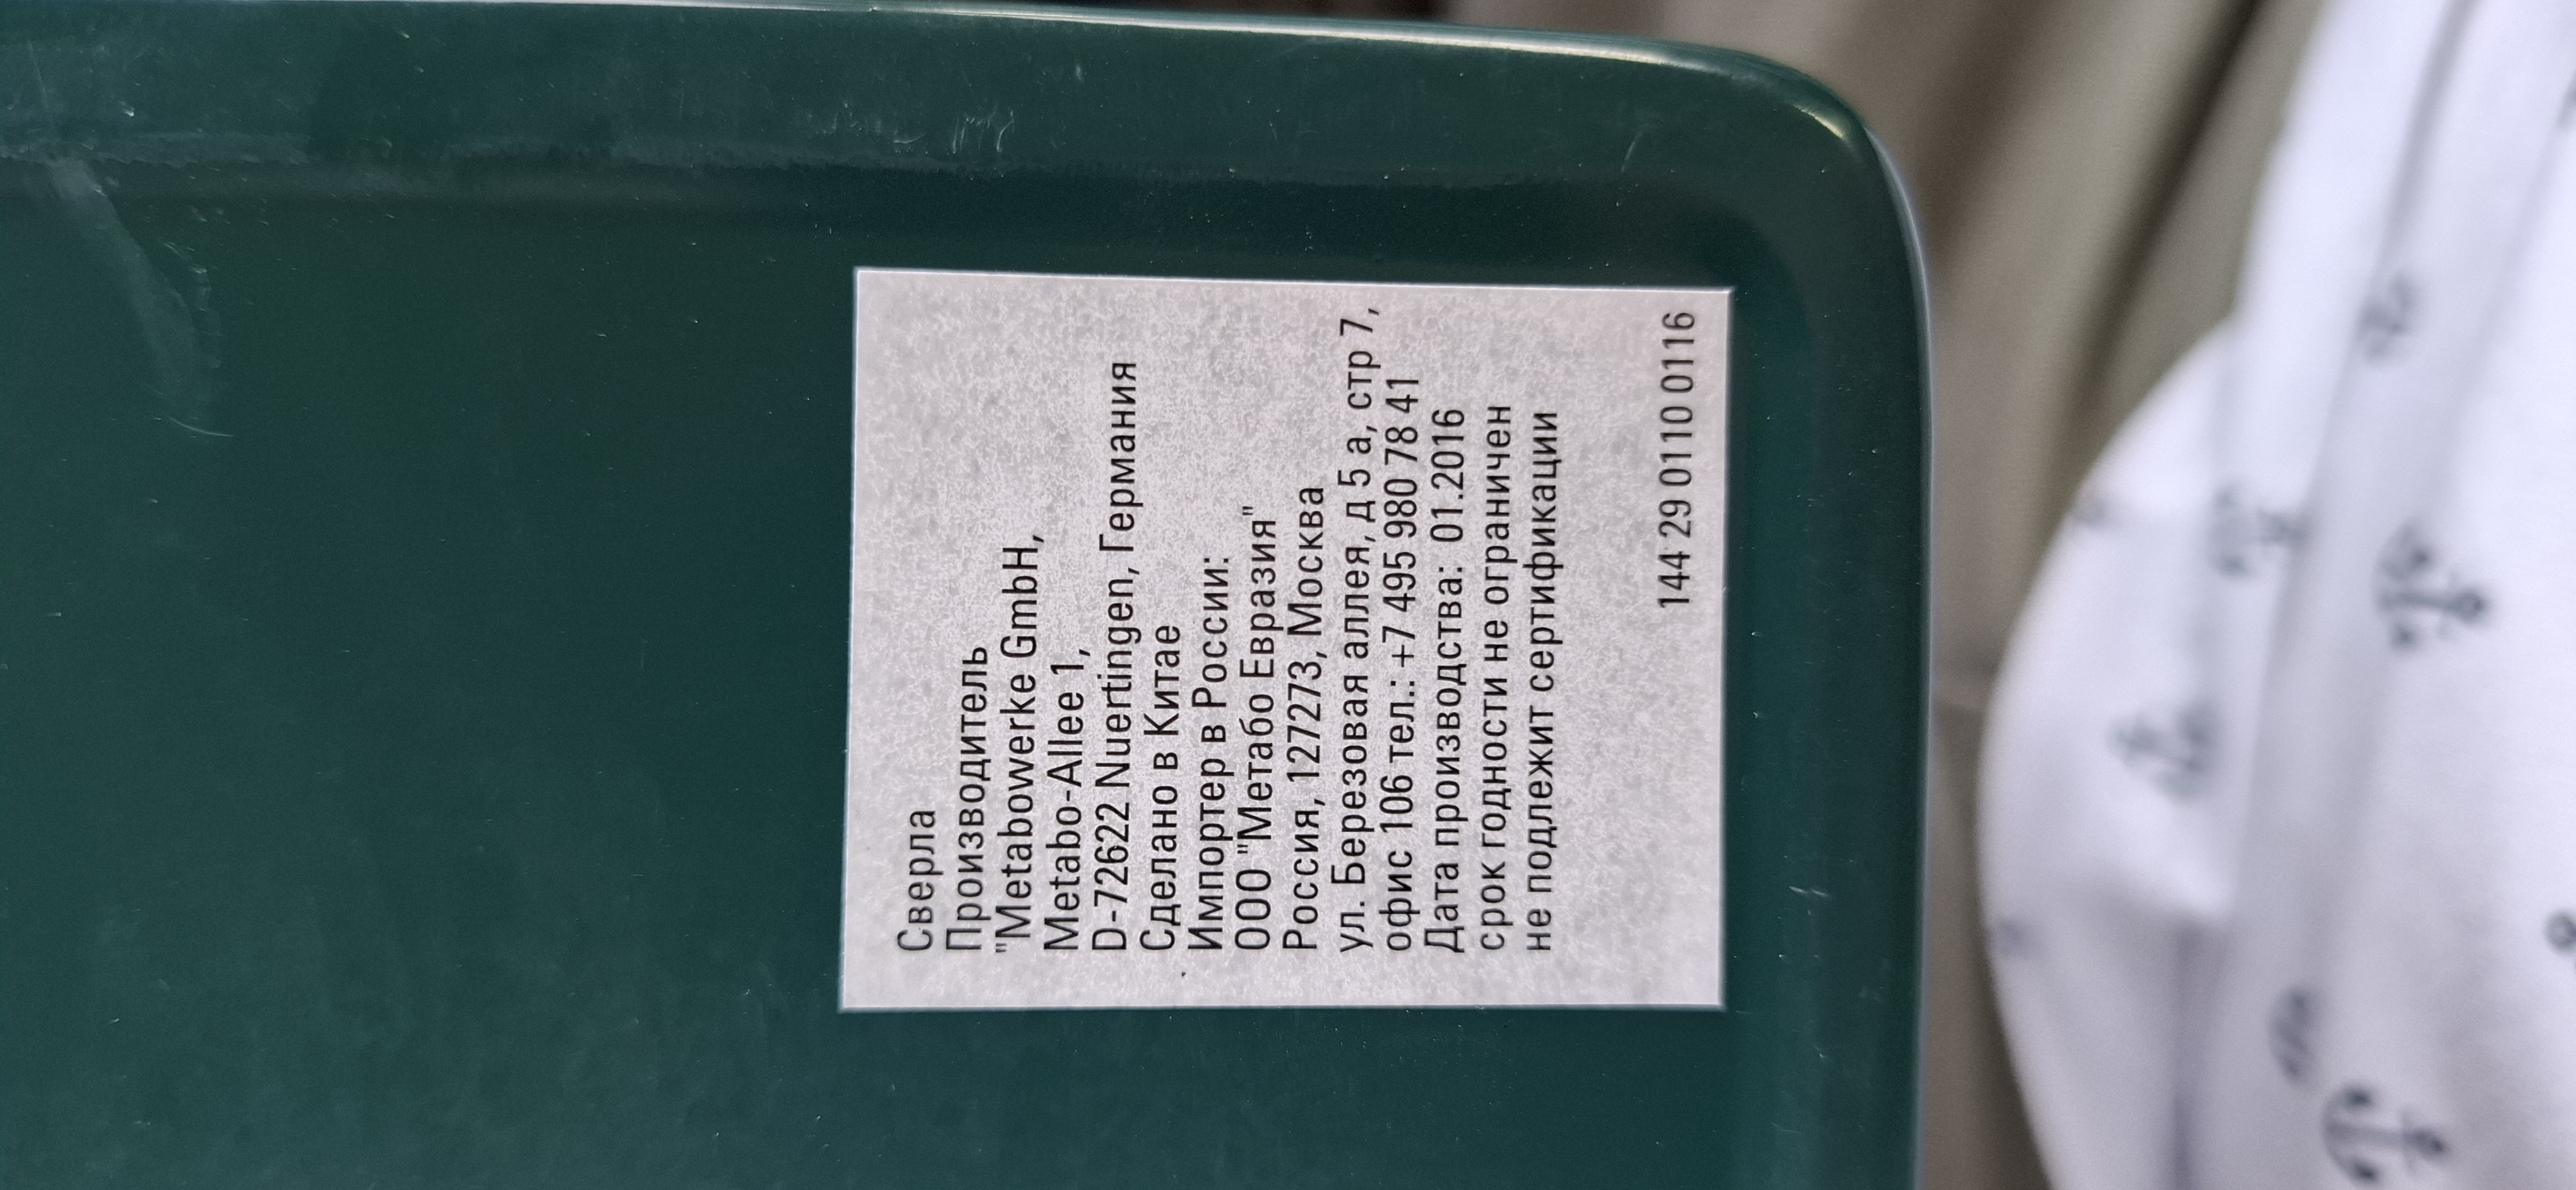 Сверла
Производитель
"Metabowerke GmbH,
Metabo-Allee 1,
D-72622 Nuertingen, Германия
Сделано в Китае
Импортер в России:
ООО "Метабо Евразия"
Россия, 127273, Москва
ул. Березовая аллея, д 5 а, стр 7,
офис 106 тел.: +7 495 980 78 41
Дата производства: 01.2016
срок годности не ограничен
не подлежит сертификации
144 29 0110 0116